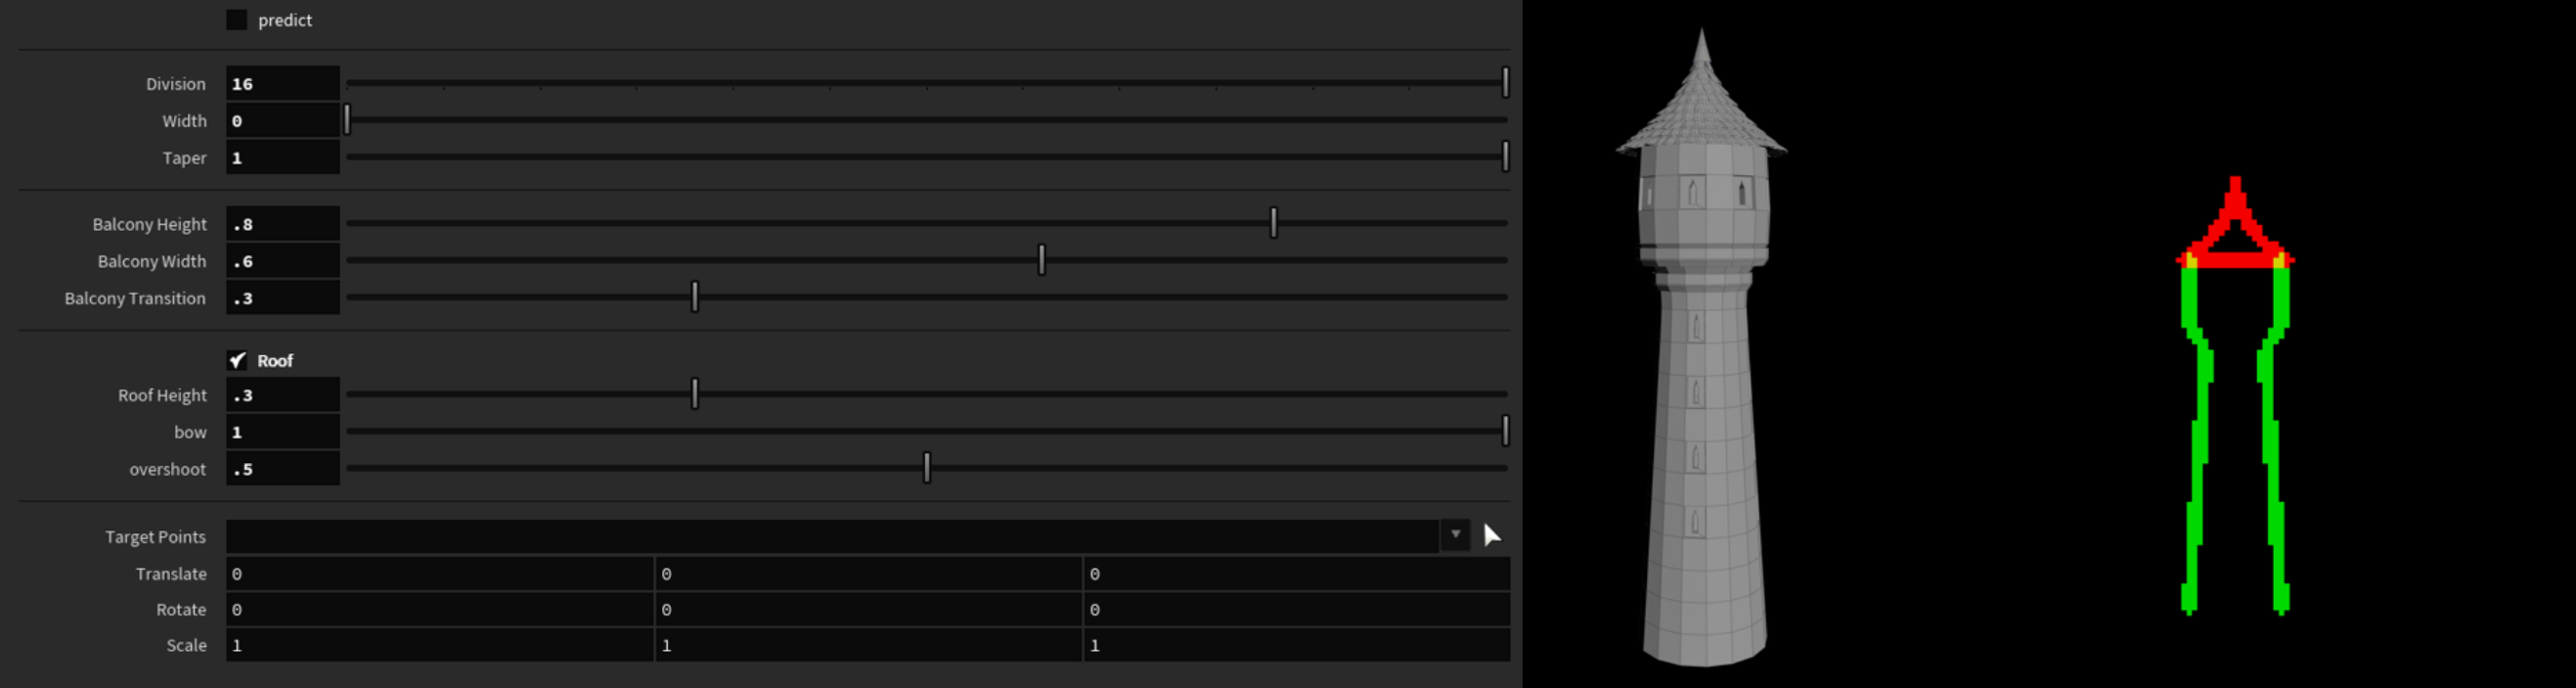 predict
Division 16
Width 0
Taper 1
Balcony Height .8
Balcony Width .6
Balcony Transition .3
Roof
Roof Height .3
bow 1
overshoot .5
Target Points
Translate 0 0 0
Rotate 0 0 0
Scale 1 1 1